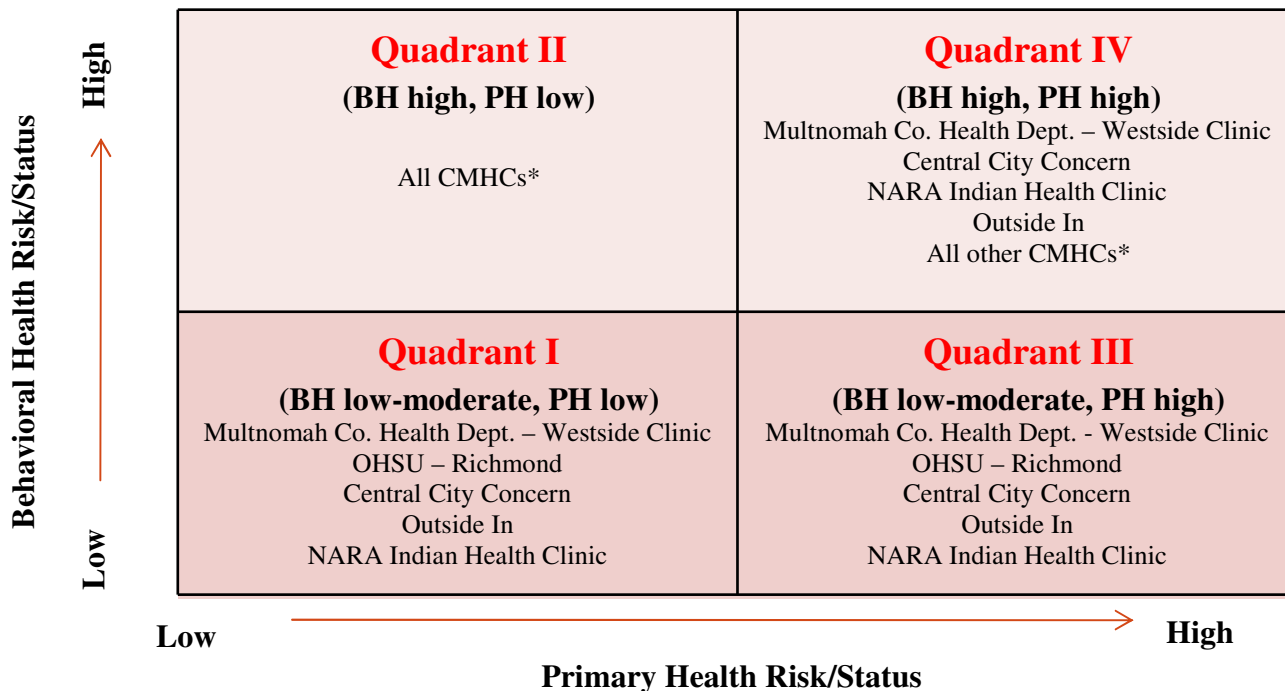 Behavioral Health Risk/Status
High
Low
Quadrant II
(BH high, PH low)
All CMHCs*
Quadrant IV
(BH high, PH high)
Multnomah Co. Health Dept. – Westside Clinic
Central City Concern
NARA Indian Health Clinic
Outside In
All other CMHCs*
Quadrant I
(BH low-moderate, PH low)
Multnomah Co. Health Dept. – Westside Clinic
OHSU – Richmond
Central City Concern
Outside In
NARA Indian Health Clinic
Quadrant III
(BH low-moderate, PH high)
Multnomah Co. Health Dept. - Westside Clinic
OHSU – Richmond
Central City Concern
Outside In
NARA Indian Health Clinic
Low
High
Primary Health Risk/Status